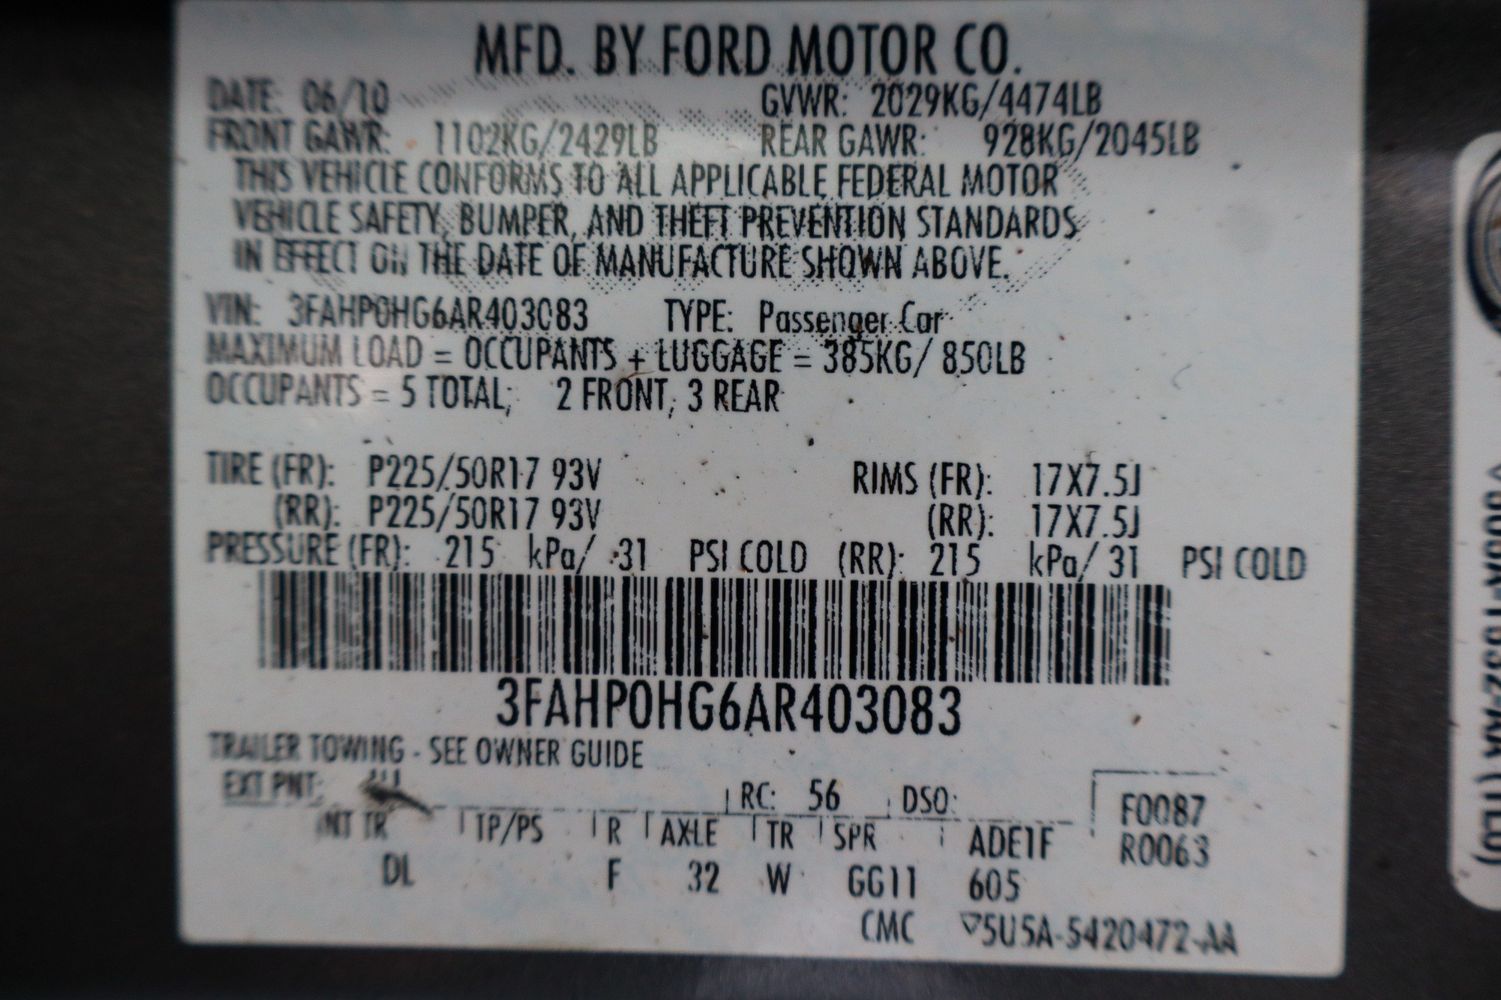 MFD. BY FORD MOTOR CO.
DATE: 06/10 GVWR: 2029KG/4474LB
FRONT GAWR: 1102KG/2429LB REAR GAWR: 928KG/2045LB
THIS VEHICLE CONFORMS TO ALL APPLICABLE FEDERAL MOTOR
VEHICLE SAFETY, BUMPER, AND THEFT PREVENTION STANDARDS
IN EFFECT ON THE DATE OF MANUFACTURE SHOWN ABOVE.
VIN: 3FAHP0HG6AR403083 TYPE: Passenger Car
MAXIMUM LOAD = OCCUPANTS + LUGGAGE = 385KG/ 850LB
OCCUPANTS = 5 TOTAL; 2 FRONT, 3 REAR
TIRE (FR): P225/50R17 93V RIMS (FR): 17X7.5J
(RR): P225/50R17 93V (RR): 17X7.5J
PRESSURE (FR): 215 kPa/ 31 PSI COLD (RR): 215 kPa/ 31 PSI COLD
3FAHP0HG6AR403083
TRAILER TOWING - SEE OWNER GUIDE
EXT PNT: RC: 56 DSO: F0087
INT TR TP/PS R AXLE TR SPR ADE1F R0063
DL F 32 W GG11 605
CMC ▽5U5A-5420472-AA